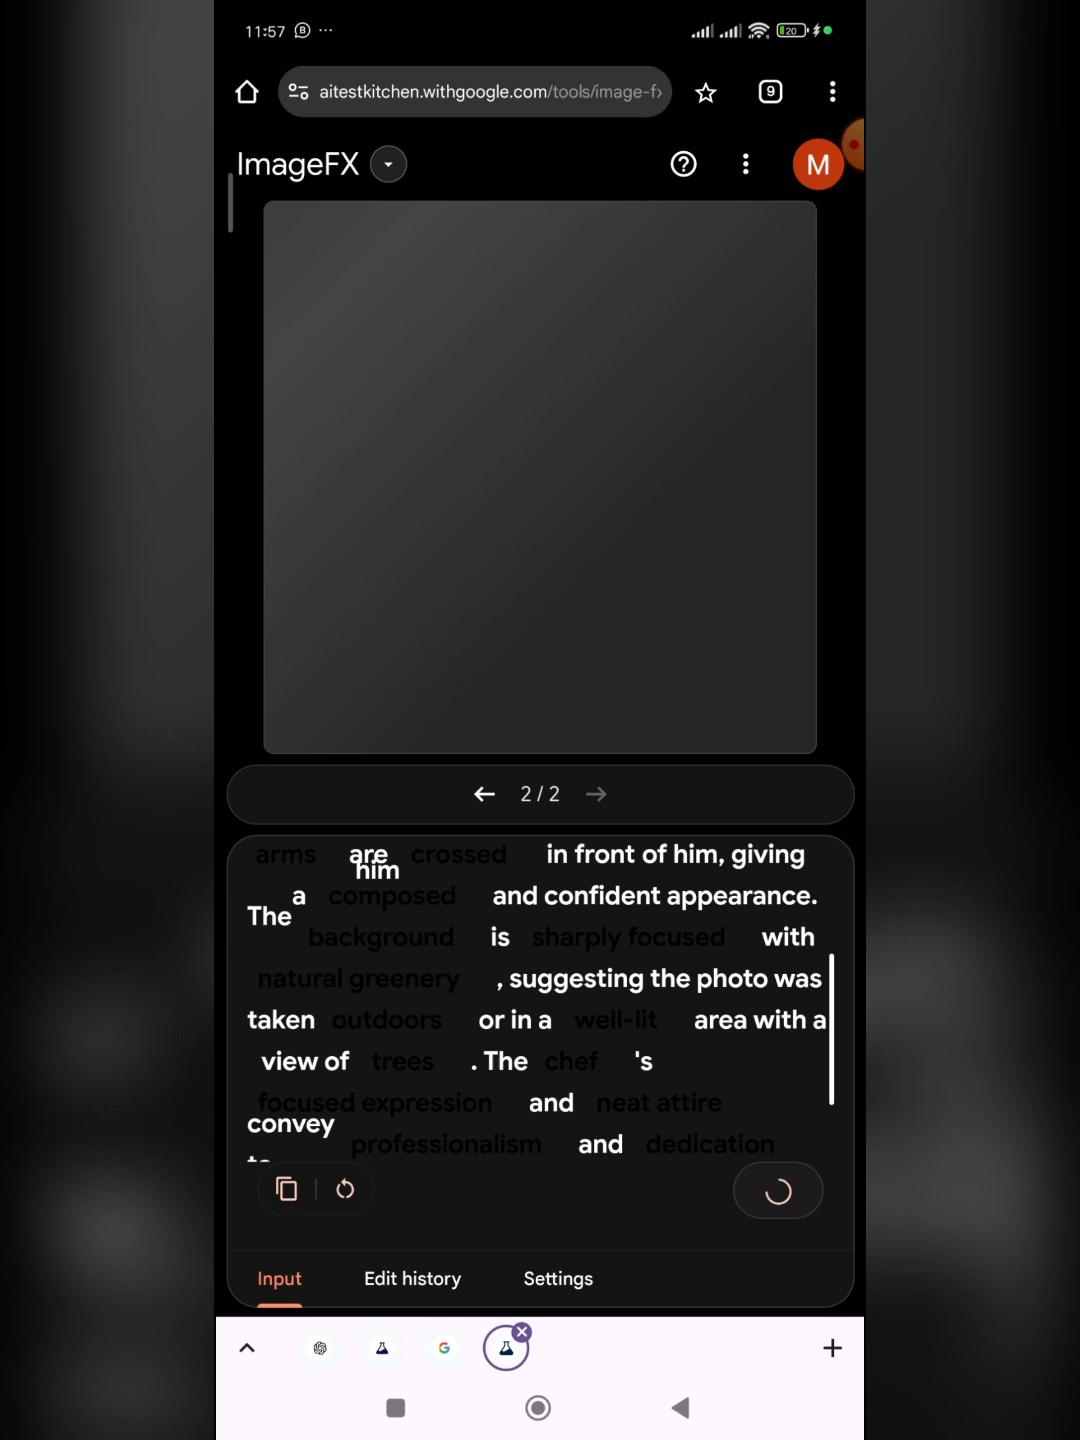 11:57
20
aitestkitchen.withgoogle.com/tools/image-f
9
ImageFX
M
2 / 2
arms are crossed in front of him, giving
him
a composed and confident appearance.
The
background is sharply focused with
natural greenery , suggesting the photo was
taken outdoors or in a well-lit area with a
view of trees . The chef 's
focused expression and neat attire
convey
professionalism and dedication
Input Edit history Settings